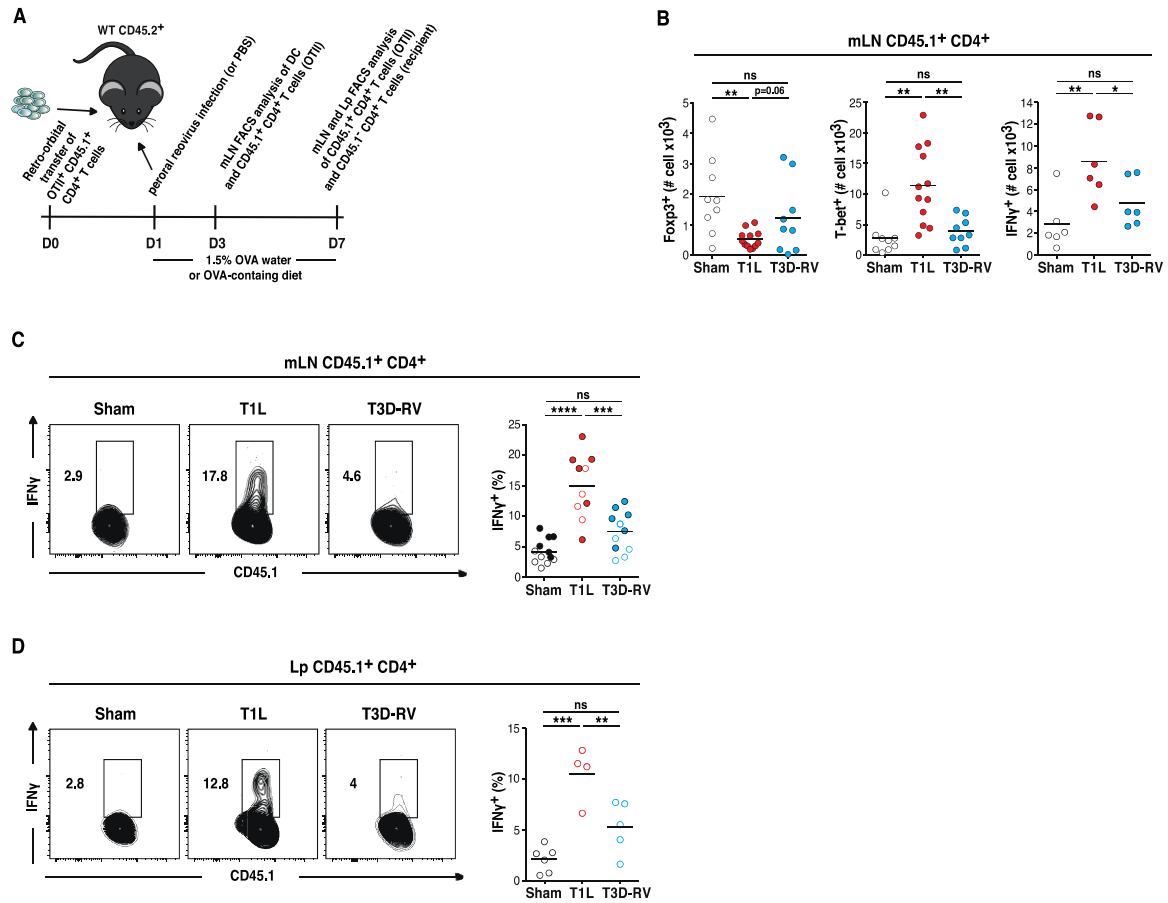 A
WT CD45.2+
Retro-orbital
transfer of
OTII+ CD45.1+
CD4+ T cells
peroral reovirus infection (or PBS)
mLN FACS analysis of DC
and CD45.1+ CD4+ T cells (OTII)
mLN and Lp FACS analysis
of CD45.1+ CD4+ T cells (OTII)
and CD45.1- CD4+ T cells (recipient)
D0 D1 D3 D7
1.5% OVA water
or OVA-containg diet
B
mLN CD45.1+ CD4+
ns
** p=0.06
Foxp3+ (# cell x103)
5
4
3
2
1
0
Sham T1L T3D-RV
ns
** **
T-bet+ (# cell x103)
25
20
15
10
5
0
Sham T1L T3D-RV
ns
** *
IFNγ+ (# cell x103)
14
12
10
8
6
4
2
0
Sham T1L T3D-RV
C
mLN CD45.1+ CD4+
Sham T1L T3D-RV
2.9 17.8 4.6
IFNγ
CD45.1
ns
**** ***
IFNγ+ (%)
25
20
15
10
5
0
Sham T1L T3D-RV
D
Lp CD45.1+ CD4+
Sham T1L T3D-RV
2.8 12.8 4
IFNγ
CD45.1
ns
*** **
IFNγ+ (%)
15
10
5
0
Sham T1L T3D-RV